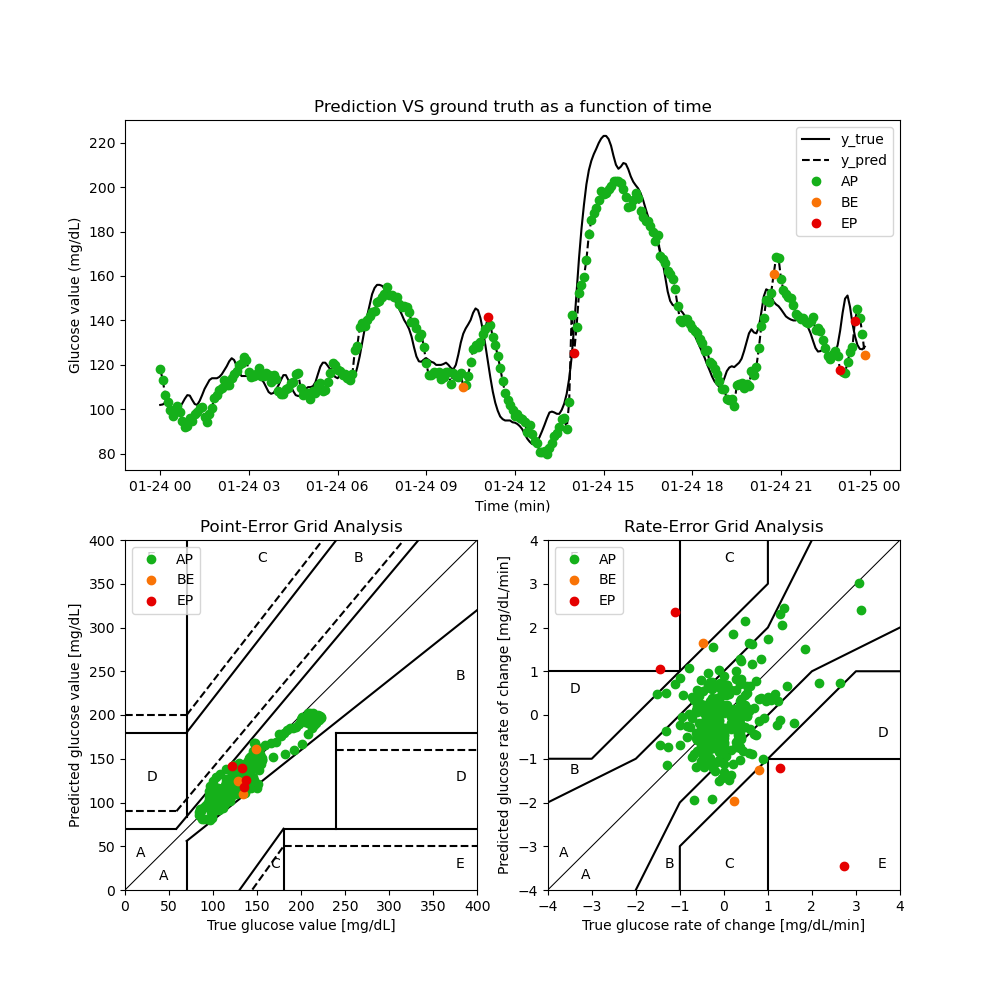 Prediction VS ground truth as a function of time
Glucose value (mg/dL)
220
200
180
160
140
120
100
80
y_true
y_pred
AP
BE
EP
01-24 00 01-24 03 01-24 06 01-24 09 01-24 12 01-24 15 01-24 18 01-24 21 01-25 00
Time (min)
Point-Error Grid Analysis
Predicted glucose value [mg/dL]
400
350
300
250
200
150
100
50
0
AP
BE
EP
C
B
B
D
D
A
A
C
E
0 50 100 150 200 250 300 350 400
True glucose value [mg/dL]
Rate-Error Grid Analysis
Predicted glucose rate of change [mg/dL/min]
4
3
2
1
0
−1
−2
−3
−4
AP
BE
EP
C
D
D
B
A
A
B
C
E
−4 −3 −2 −1 0 1 2 3 4
True glucose rate of change [mg/dL/min]